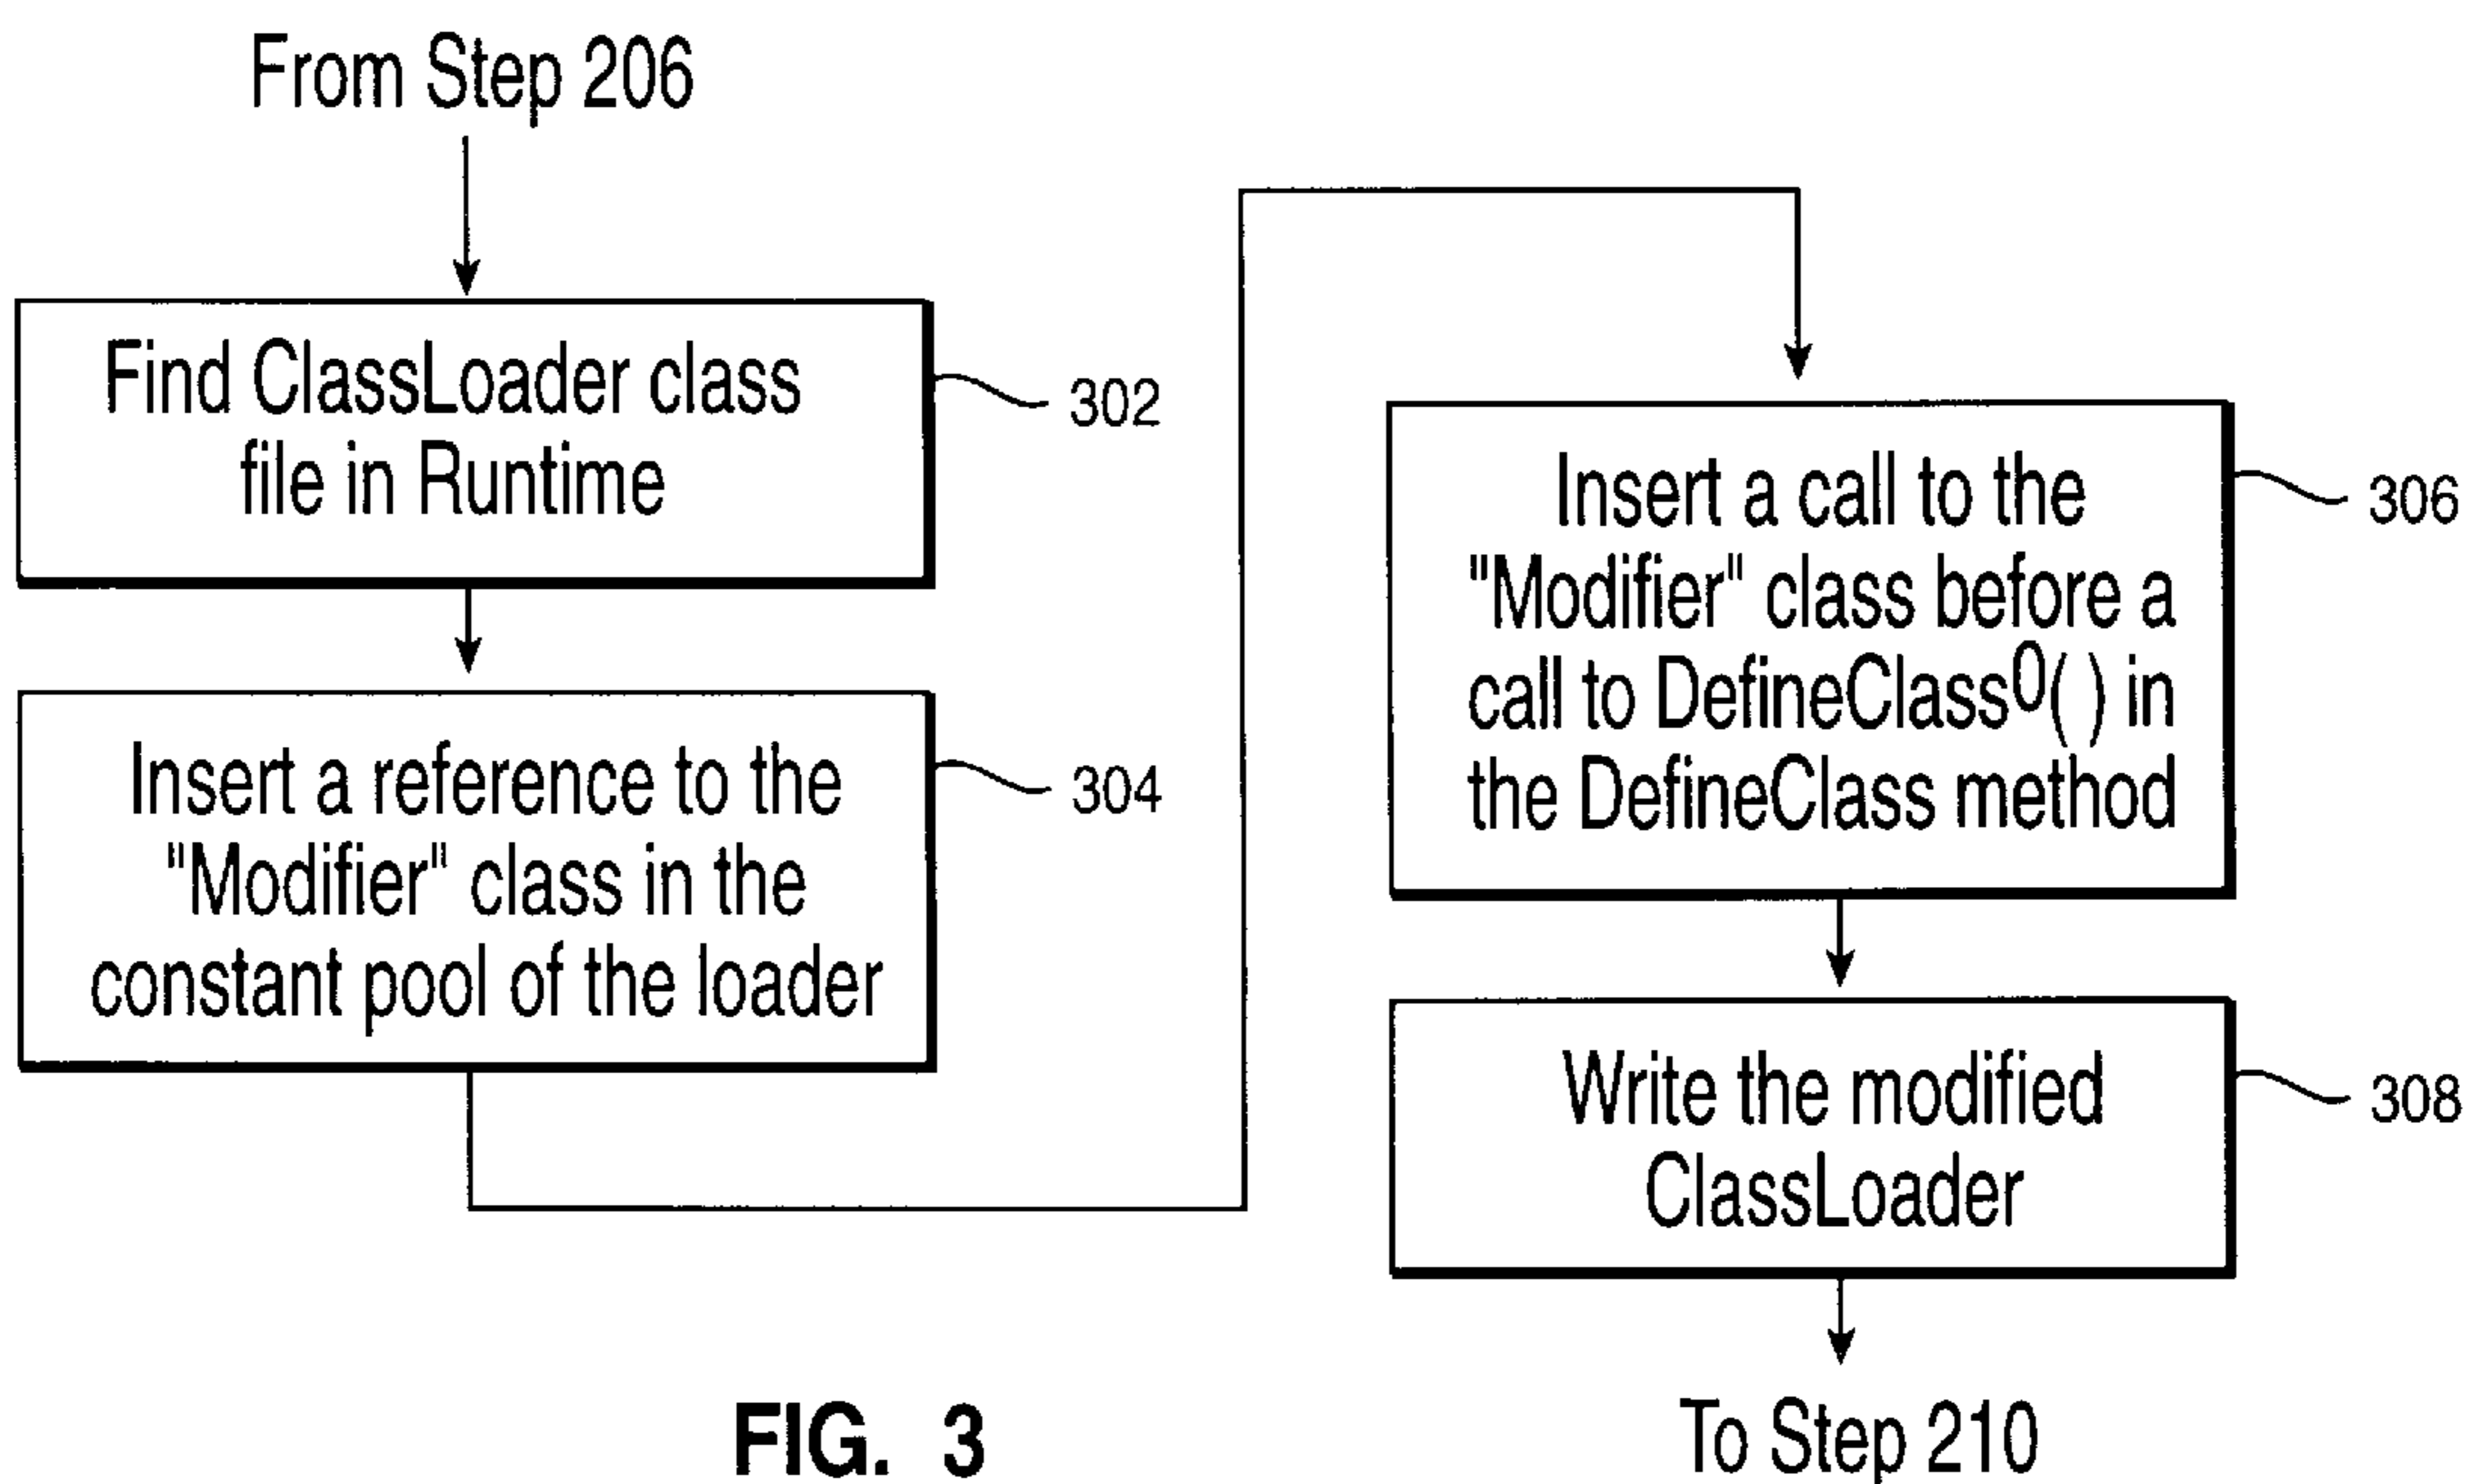 From Step 206
Find ClassLoader class
file in Runtime
302
Insert a reference to the
"Modifier" class in the
constant pool of the loader
304
Insert a call to the
"Modifier" class before a
call to DefineClass⁰( ) in
the DefineClass method
306
Write the modified
ClassLoader
308
To Step 210
FIG. 3